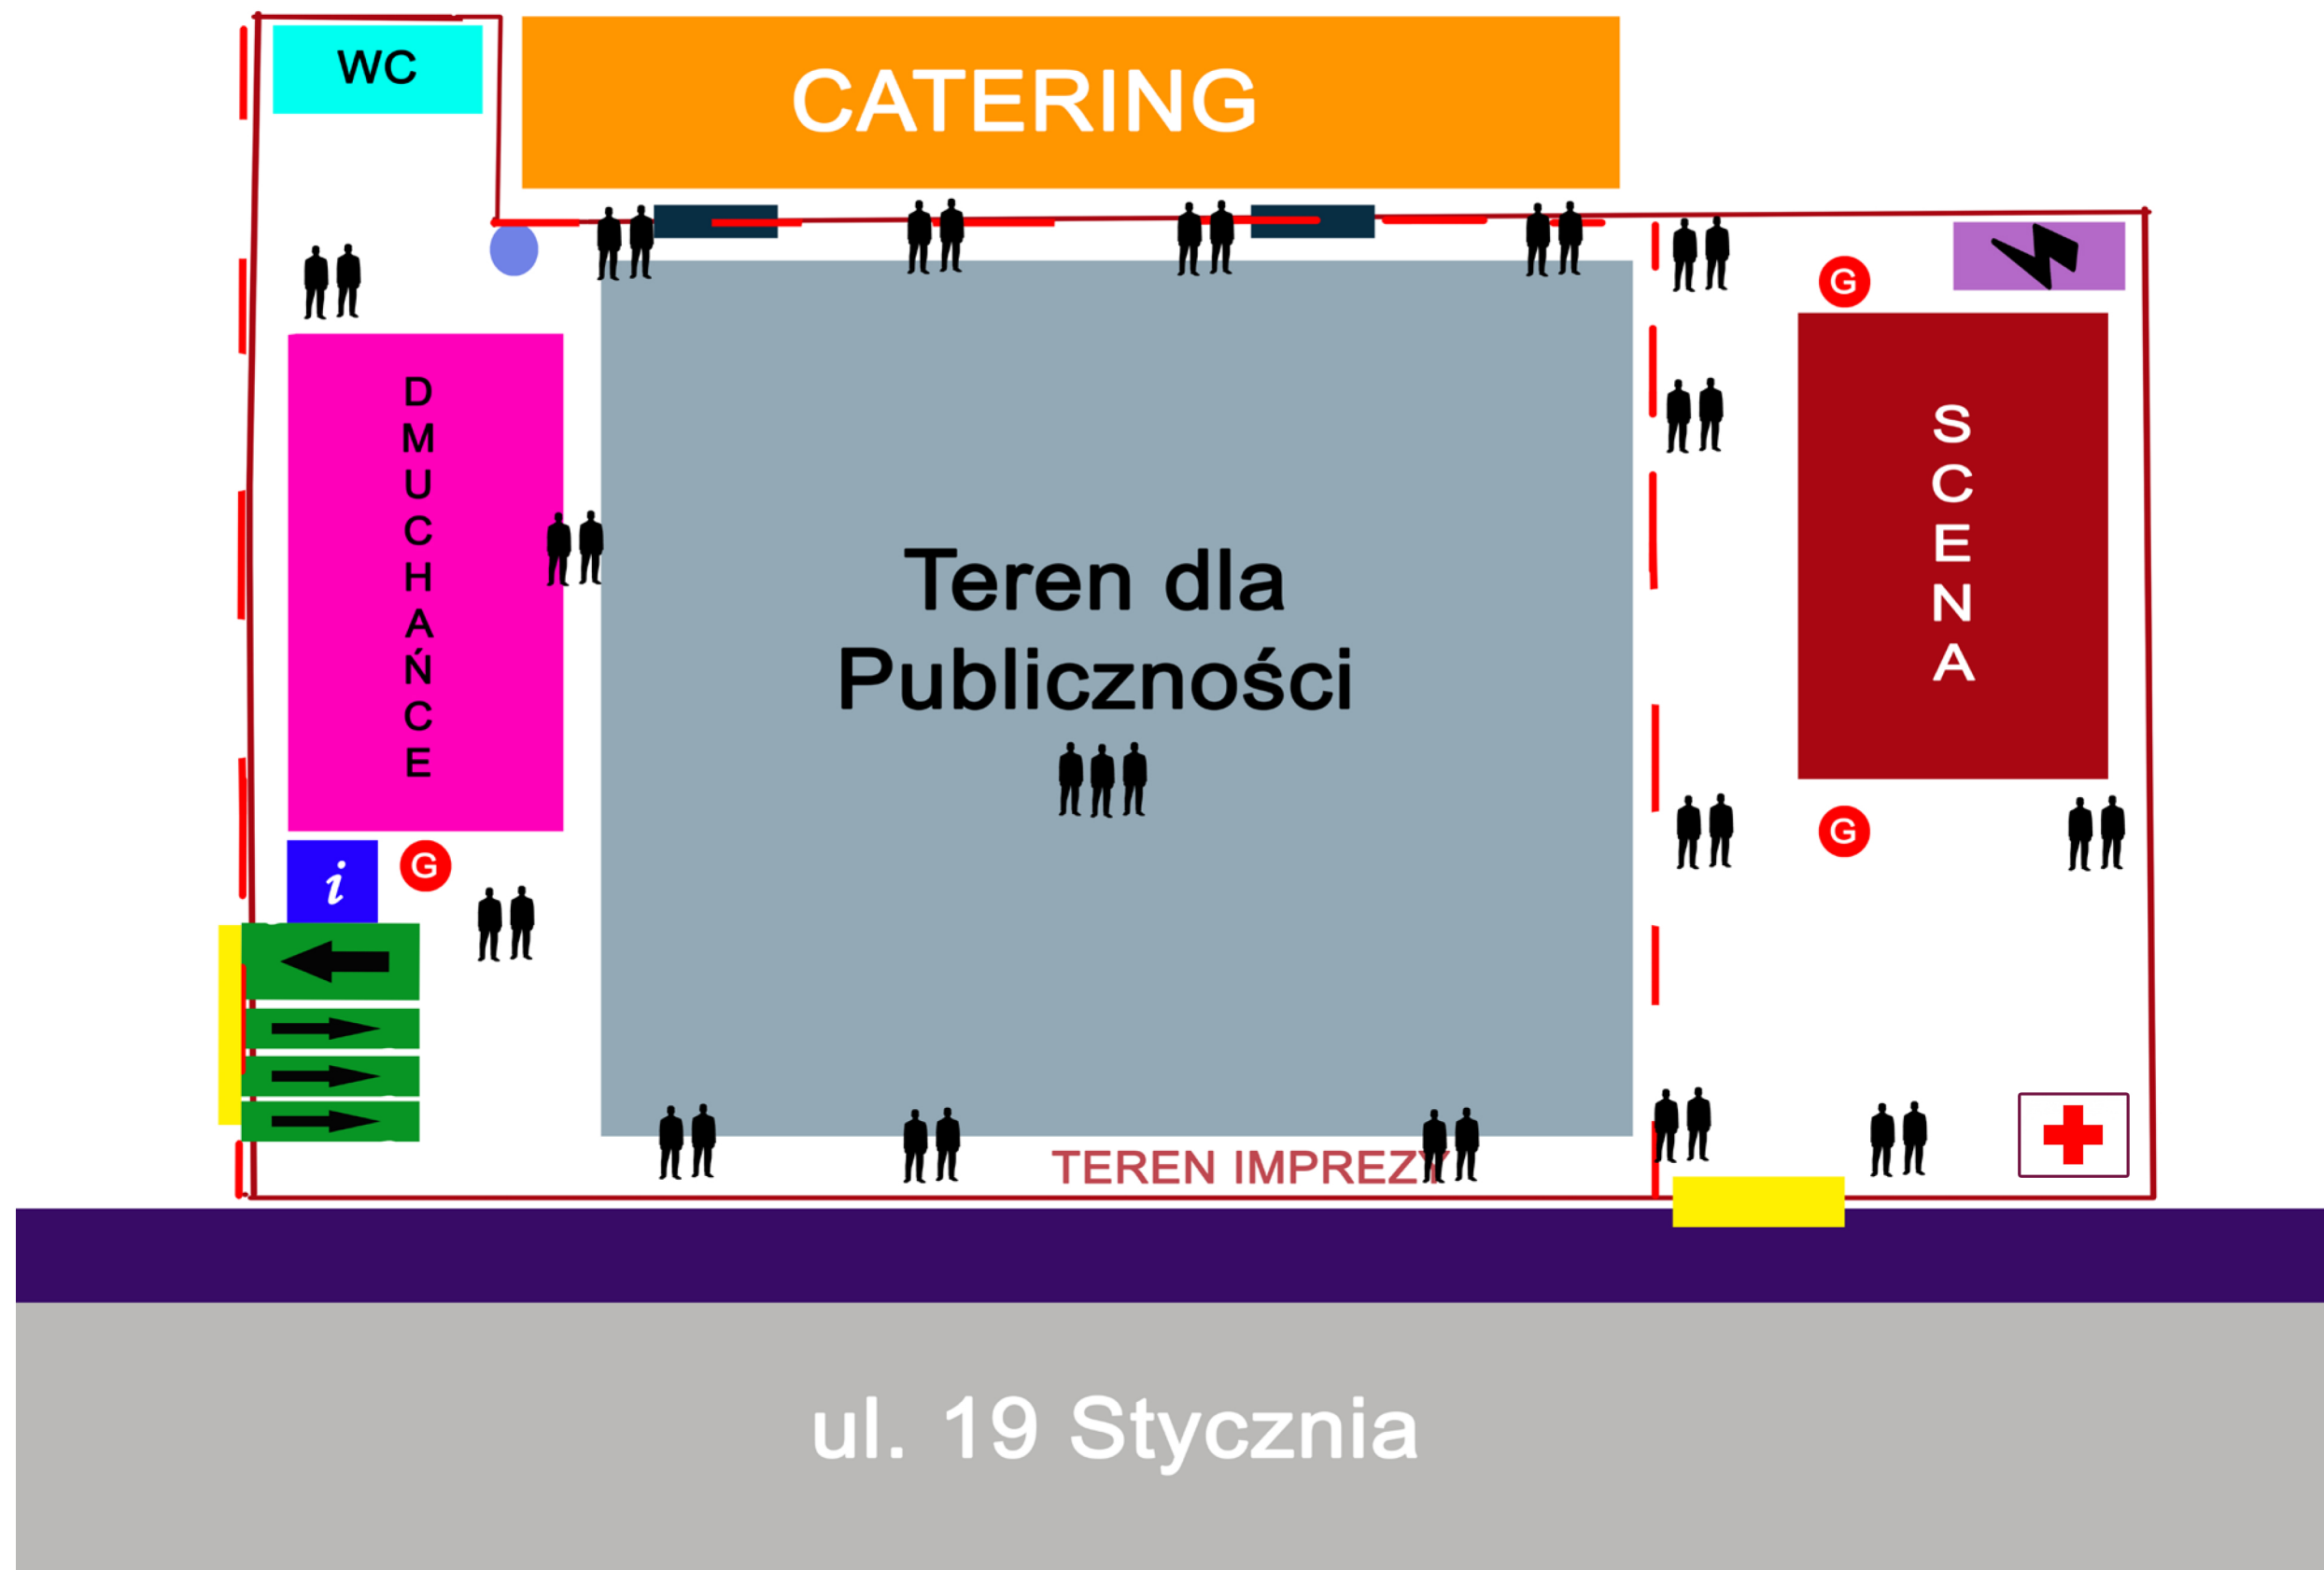 WC
CATERING
G
DMUCHAŃCE
SCENA
Teren dla
Publiczności
G
G
i
TEREN IMPREZY
ul. 19 Stycznia